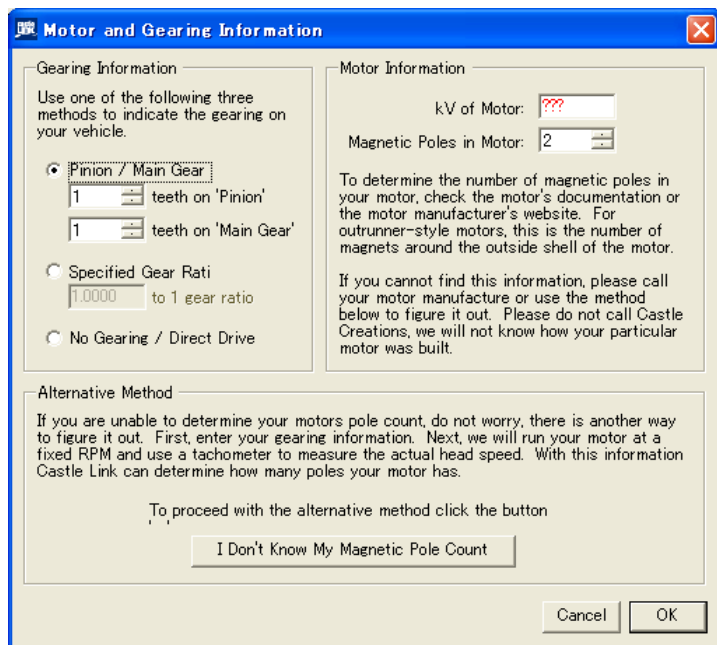 Motor and Gearing Information
Gearing Information
Use one of the following three
methods to indicate the gearing on
your vehicle.
Pinion / Main Gear
1 teeth on 'Pinion'
1 teeth on 'Main Gear'
Specified Gear Rati
1.0000 to 1 gear ratio
No Gearing / Direct Drive
Motor Information
kV of Motor: ???
Magnetic Poles in Motor: 2
To determine the number of magnetic poles in
your motor, check the motor's documentation or
the motor manufacturer's website. For
outrunner-style motors, this is the number of
magnets around the outside shell of the motor.
If you cannot find this information, please call
your motor manufacture or use the method
below to figure it out. Please do not call Castle
Creations, we will not know how your particular
motor was built.
Alternative Method
If you are unable to determine your motors pole count, do not worry, there is another way
to figure it out. First, enter your gearing information. Next, we will run your motor at a
fixed RPM and use a tachometer to measure the actual head speed. With this information
Castle Link can determine how many poles your motor has.
To proceed with the alternative method click the button
I Don't Know My Magnetic Pole Count
Cancel
OK